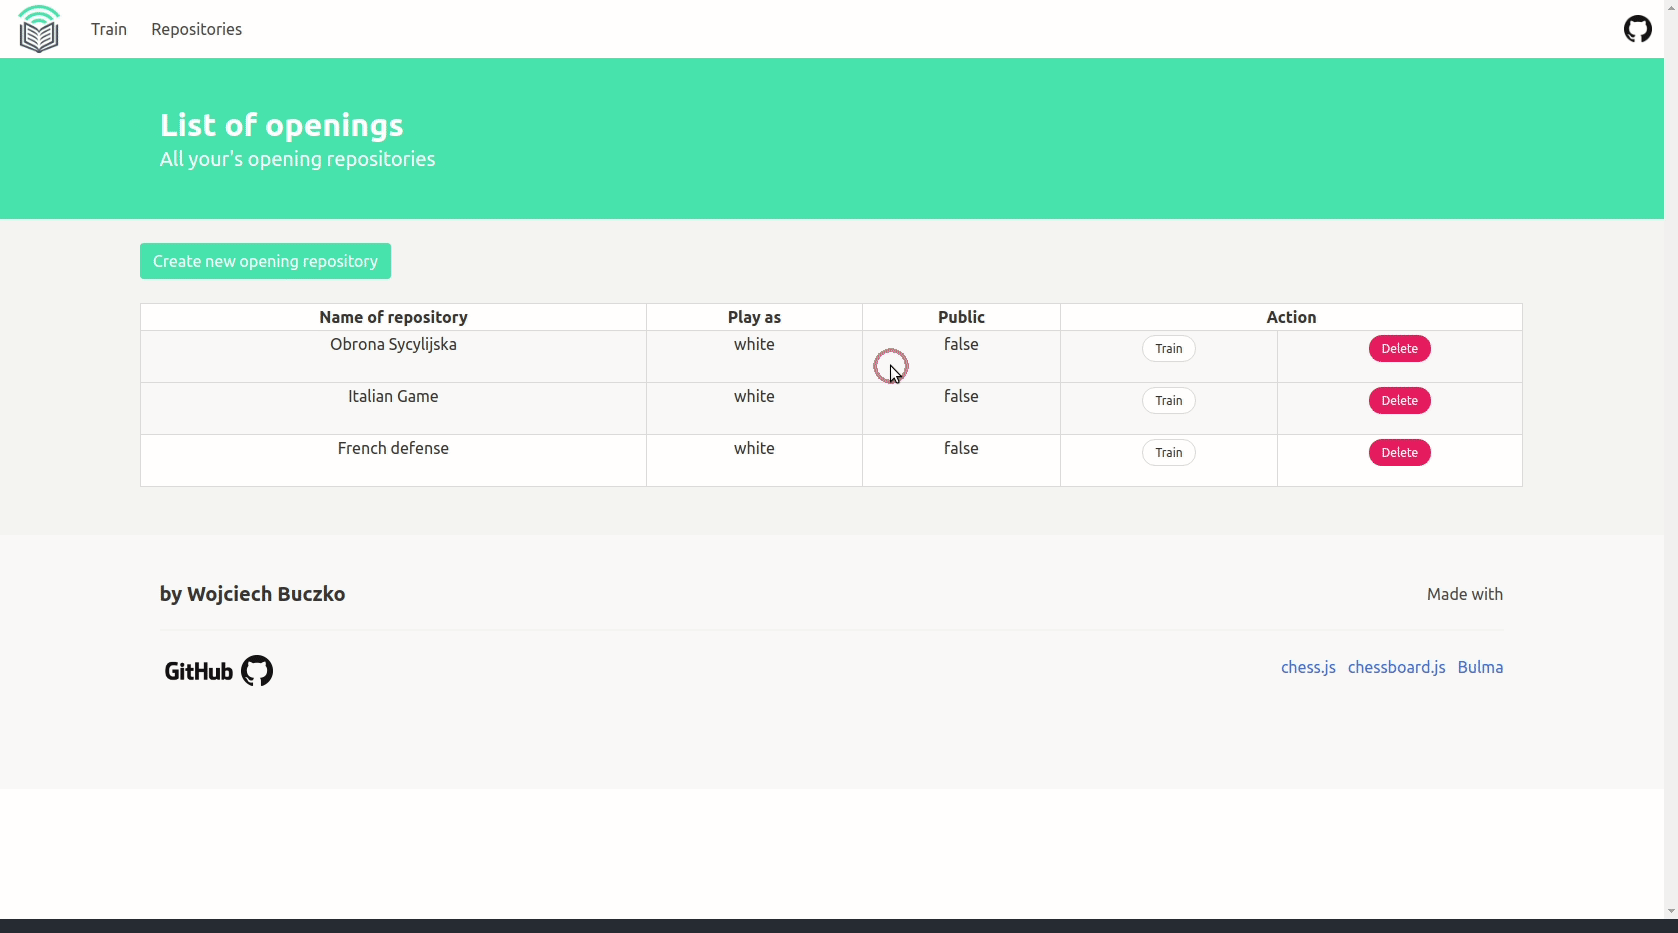 Train Repositories
List of openings
All your's opening repositories
Create new opening repository
Name of repository Play as Public Action
Obrona Sycylijska white false Train Delete
Italian Game white false Train Delete
French defense white false Train Delete
by Wojciech Buczko Made with
GitHub chess.js chessboard.js Bulma